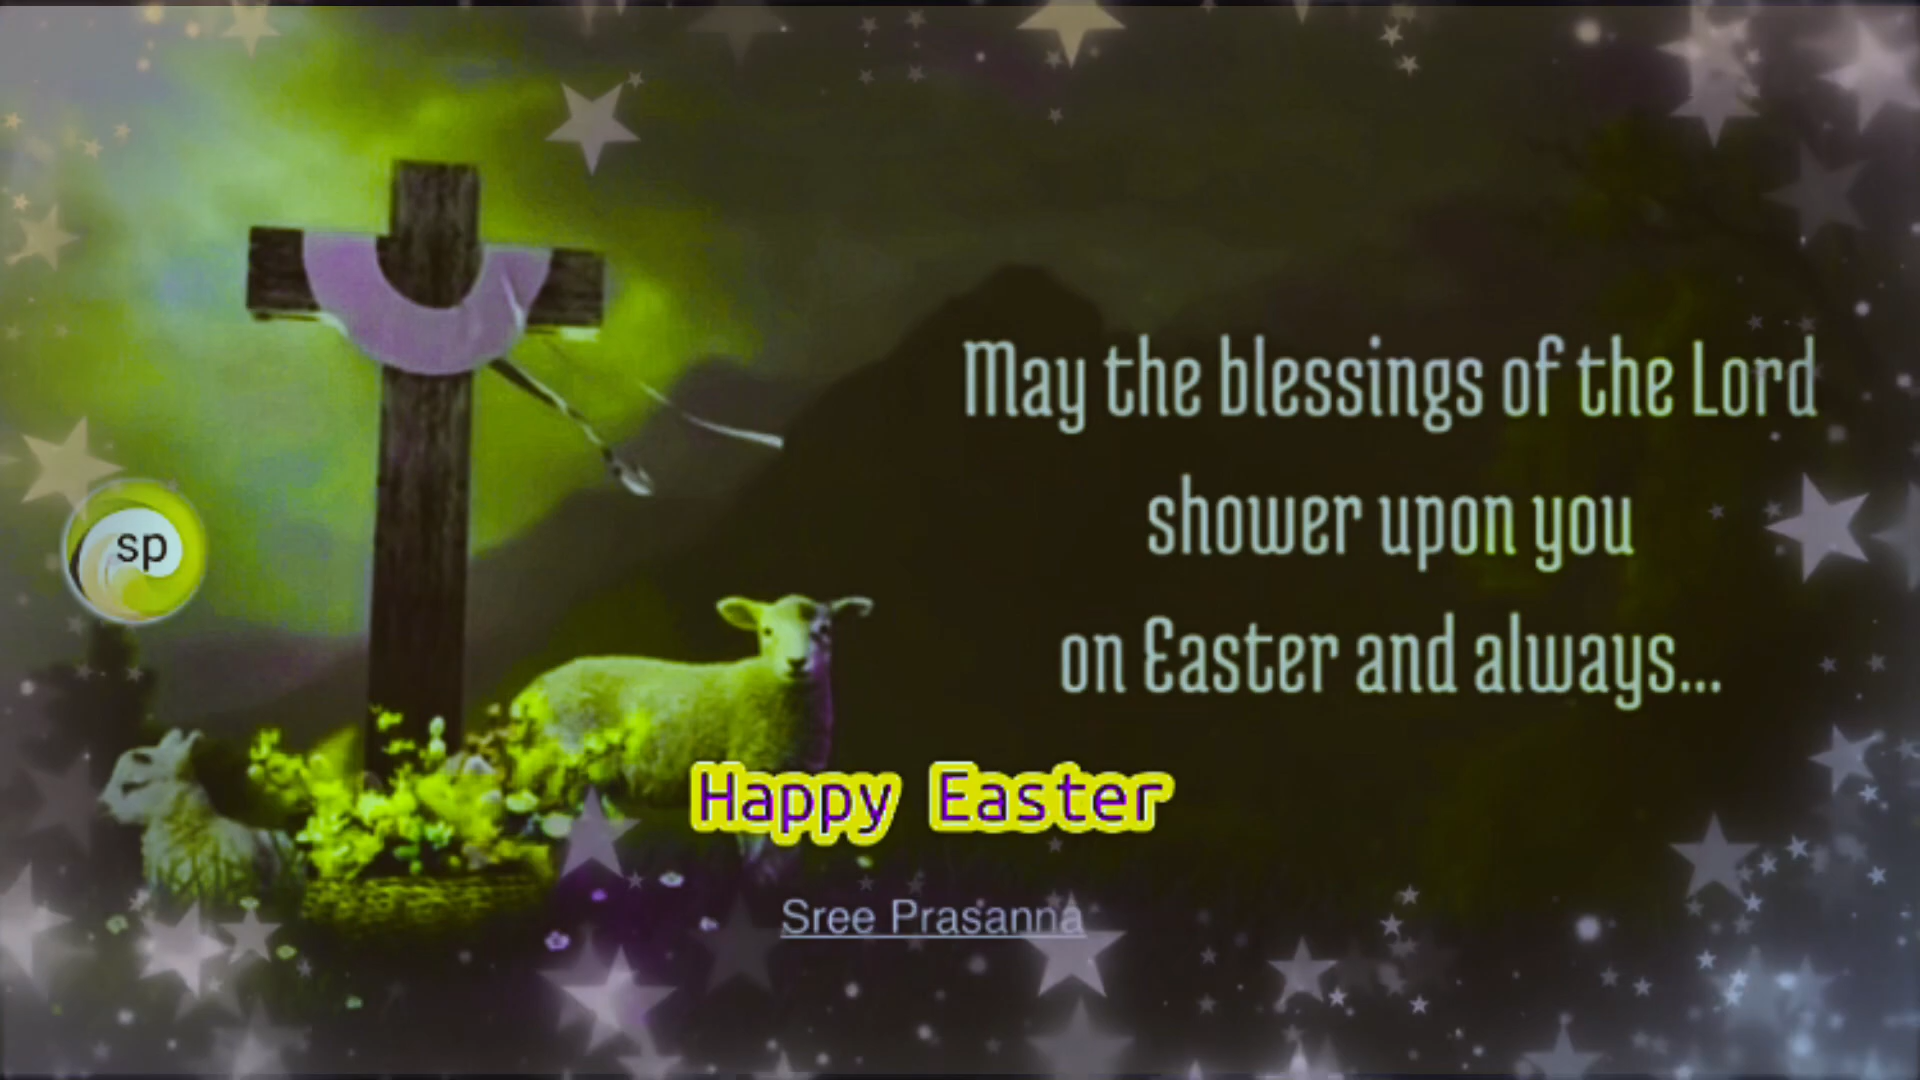 May the blessings of the Lord
shower upon you
on Easter and always...
sp
Happy Easter
Sree Prasanna